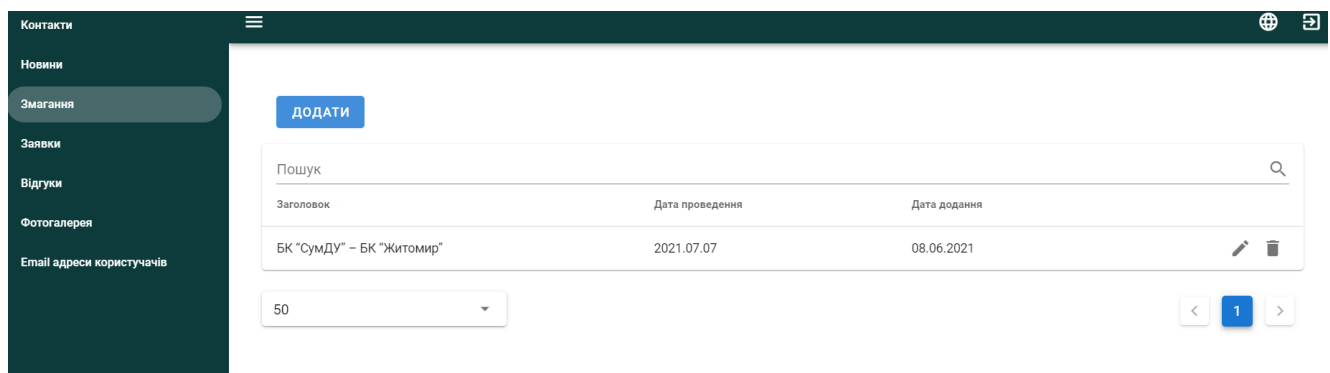 Контакти
Новини
Змагання
Заявки
Відгуки
Фотогалерея
Email адреси користучачів
ДОДАТИ
Пошук
Заголовок Дата проведення Дата додання
БК “СумДУ” – БК “Житомир” 2021.07.07 08.06.2021
50
1